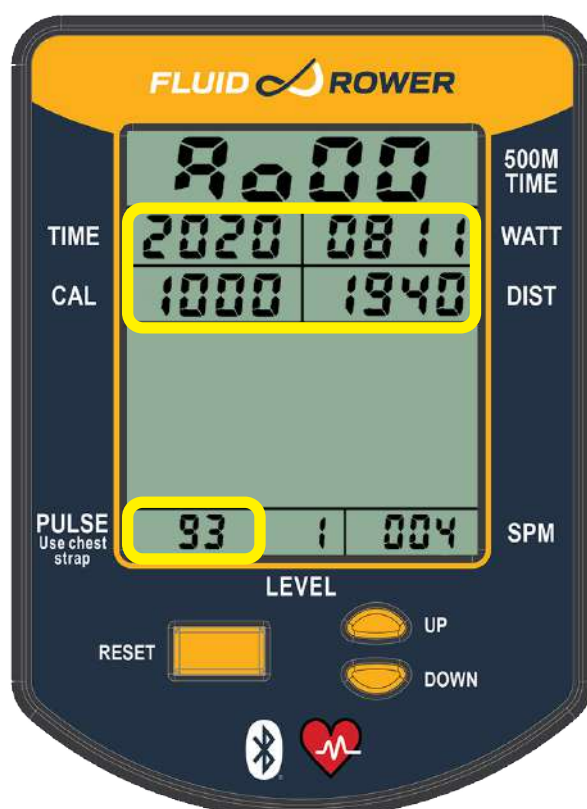 FLUID ROWER
Ao00 500M TIME
TIME 2020 0811 WATT
CAL 1000 1940 DIST
PULSE 93 1 004 SPM
Use chest
strap
LEVEL
RESET
UP
DOWN